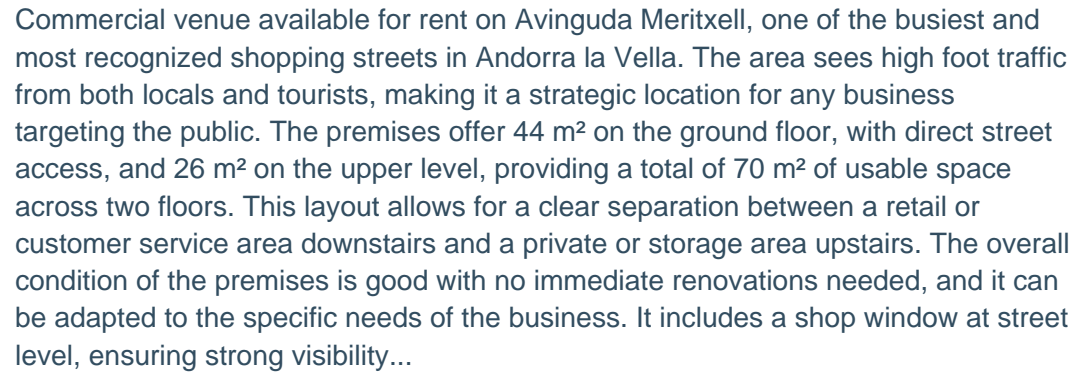 Commercial venue available for rent on Avinguda Meritxell, one of the busiest and
most recognized shopping streets in Andorra la Vella. The area sees high foot traffic
from both locals and tourists, making it a strategic location for any business
targeting the public. The premises offer 44 m² on the ground floor, with direct street
access, and 26 m² on the upper level, providing a total of 70 m² of usable space
across two floors. This layout allows for a clear separation between a retail or
customer service area downstairs and a private or storage area upstairs. The overall
condition of the premises is good with no immediate renovations needed, and it can
be adapted to the specific needs of the business. It includes a shop window at street
level, ensuring strong visibility...